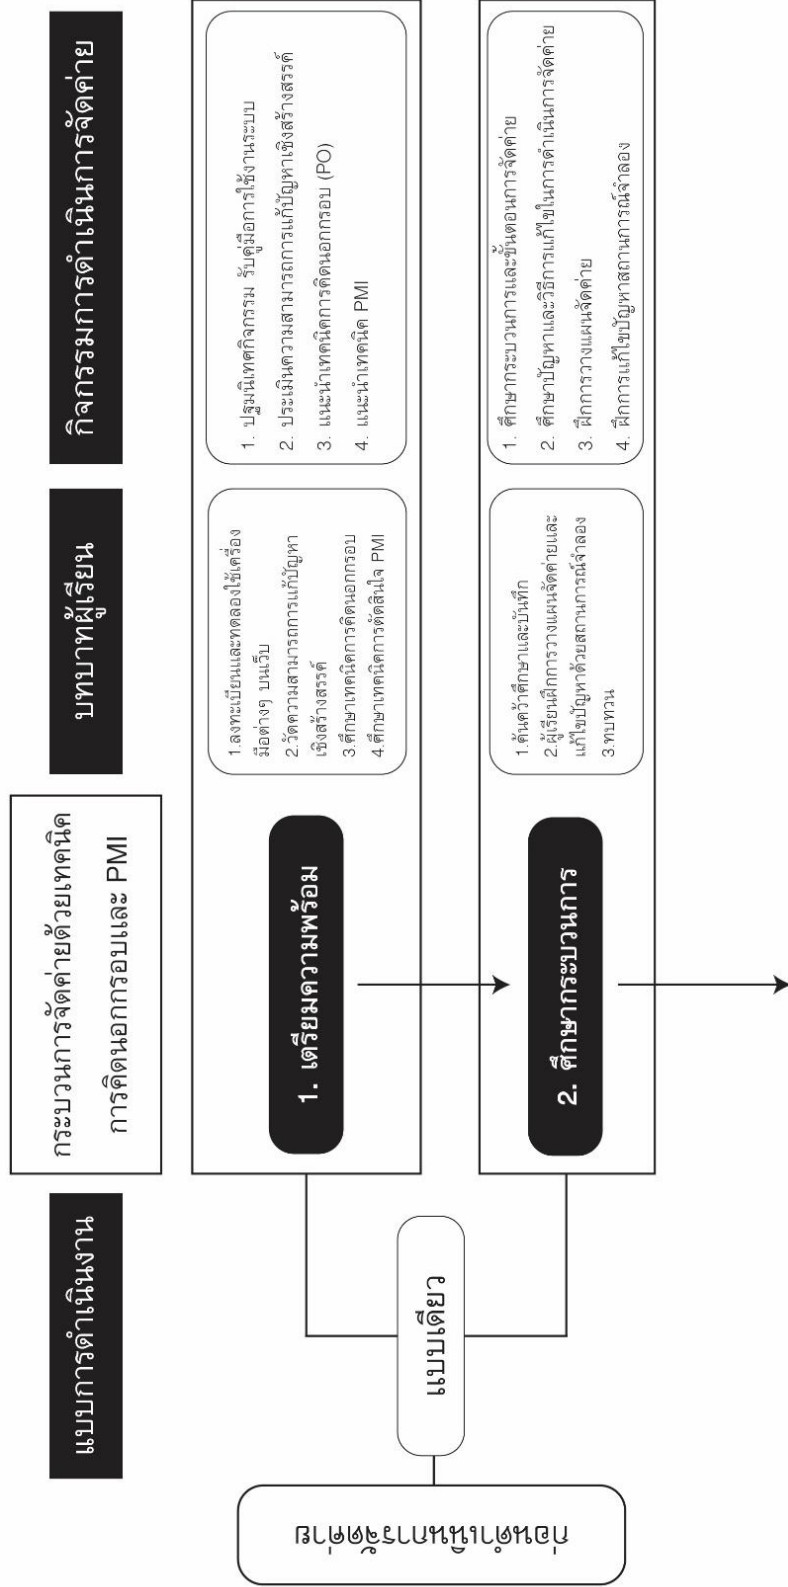 แบบการดำเนินงาน
กระบวนการจัดค่ายด้วยเทคนิค
การคิดนอกกรอบและ PMI
บทบาทผู้เรียน
กิจกรรมการดำเนินการจัดค่าย
ก่อนดำเนินการจัดค่าย
แบบเดียว
1. เตรียมความพร้อม
1.ลงทะเบียนและทดลองใช้เครื่อง
มือต่างๆ บนเว็บ
2.วัดความสามารถการแก้ปัญหา
เชิงสร้างสรรค์
3.ศึกษาเทคนิคการคิดนอกกรอบ
4.ศึกษาเทคนิคการตัดสินใจ PMI
1. ปฐมนิเทศกิจกรรม รับคู่มือการใช้งานระบบ
2. ประเมินความสามารถการแก้ปัญหาเชิงสร้างสรรค์
3. แนะนำเทคนิคการคิดนอกกรอบ (PO)
4. แนะนำเทคนิค PMI
2. ศึกษากระบวนการ
1.ค้นคว้าศึกษาและบันทึก
2.ผู้เรียนฝึกการวางแผนจัดค่ายและ
แก้ไขปัญหาด้วยสถานการณ์จำลอง
3.ทบทวน
1. ศึกษากระบวนการและขั้นตอนการจัดค่าย
2. ศึกษาปัญหาและวิธีการแก้ไขในการดำเนินการจัดค่าย
3. ฝึกการวางแผนจัดค่าย
4. ฝึกการแก้ไขปัญหาสถานการณ์จำลอง